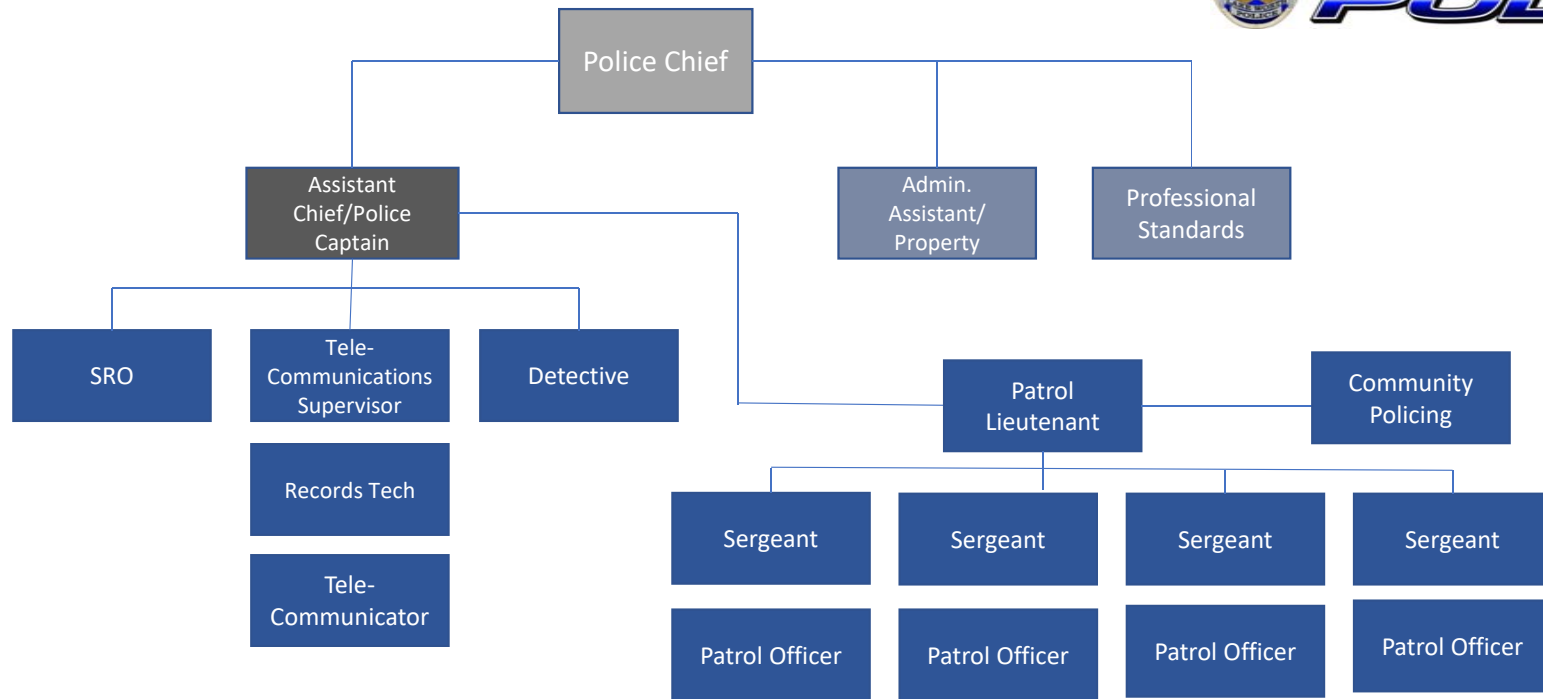 POLICE
Police Chief
Assistant
Chief/Police
Captain
Admin.
Assistant/
Property
Professional
Standards
SRO
Tele-
Communications
Supervisor
Detective
Patrol
Lieutenant
Community
Policing
Records Tech
Sergeant
Sergeant
Sergeant
Sergeant
Tele-
Communicator
Patrol Officer
Patrol Officer
Patrol Officer
Patrol Officer